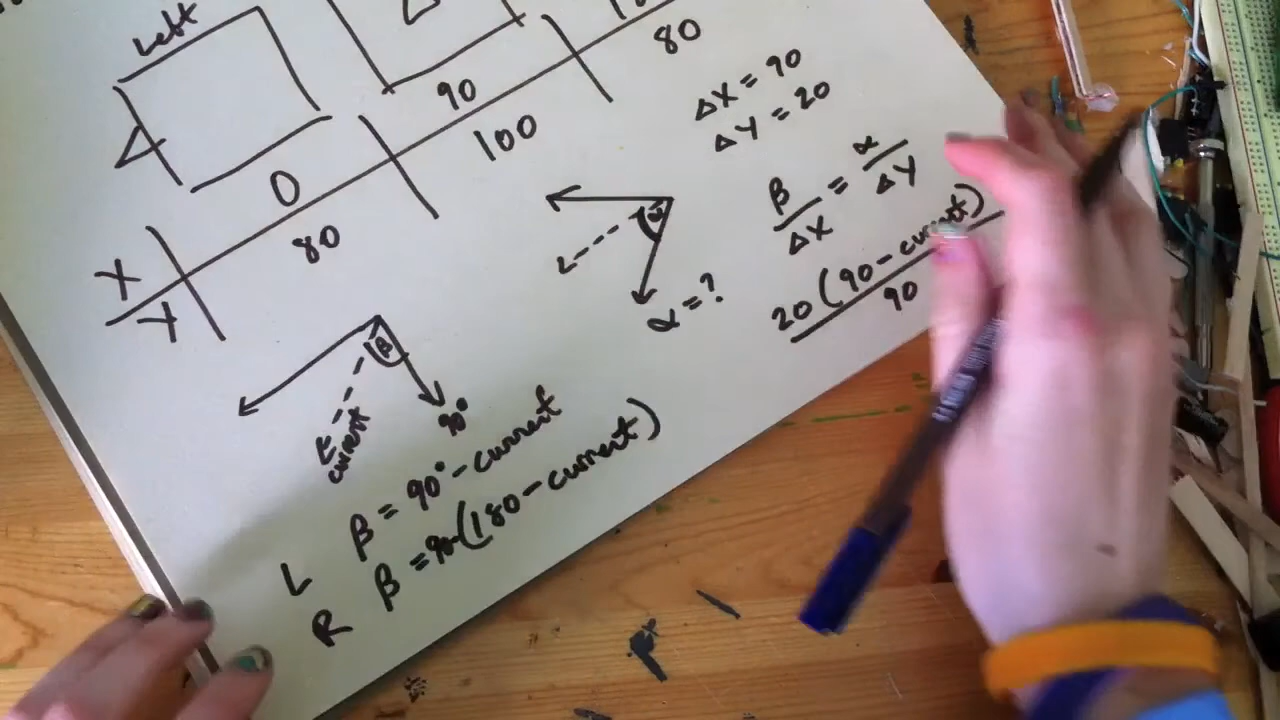 Left
0
90
80
100
80
X
Y
ΔX = 90
ΔY = 20
β/ΔX = α/ΔY
20(90-current)
90
α = ?
β
current
90°
L β = 90° - current
R β = 90-(180-current)